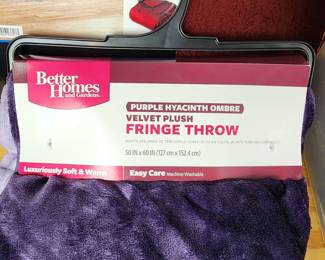 Better
Homes
and Gardens
PURPLE HYACINTH OMBRE
VELVET PLUSH
FRINGE THROW
50 IN x 60 IN (127 cm x 152.4 cm)
Luxuriously Soft & Warm
Easy Care Machine Washable